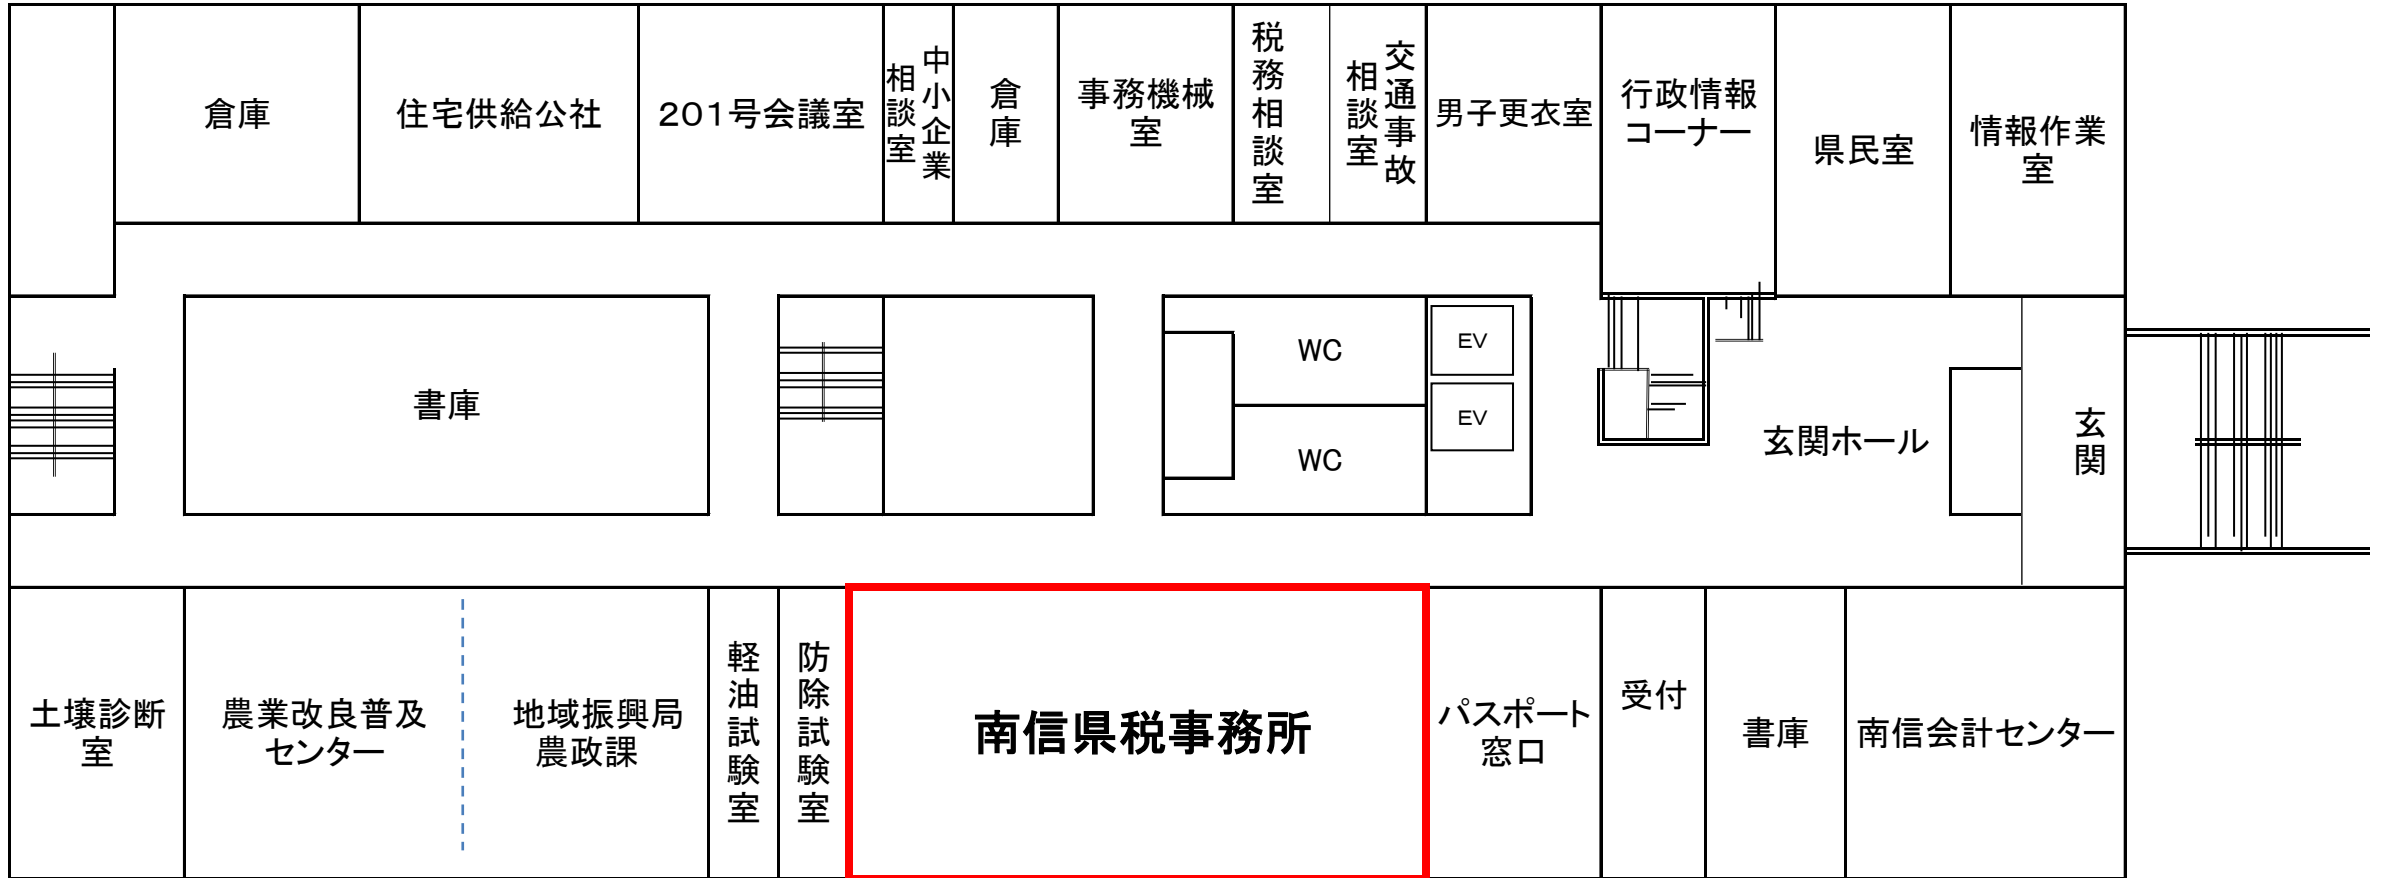 倉庫
住宅供給公社
201号会議室
中小企業
相談室
倉庫
事務機械
室
税務相談室
交通事故
相談室
男子更衣室
行政情報
コーナー
県民室
情報作業
室
書庫
WC
WC
EV
EV
玄関ホール
玄関
土壌診断
室
農業改良普及
センター
地域振興局
農政課
軽油試験室
防除試験室
南信県税事務所
パスポート
窓口
受付
書庫
南信会計センター